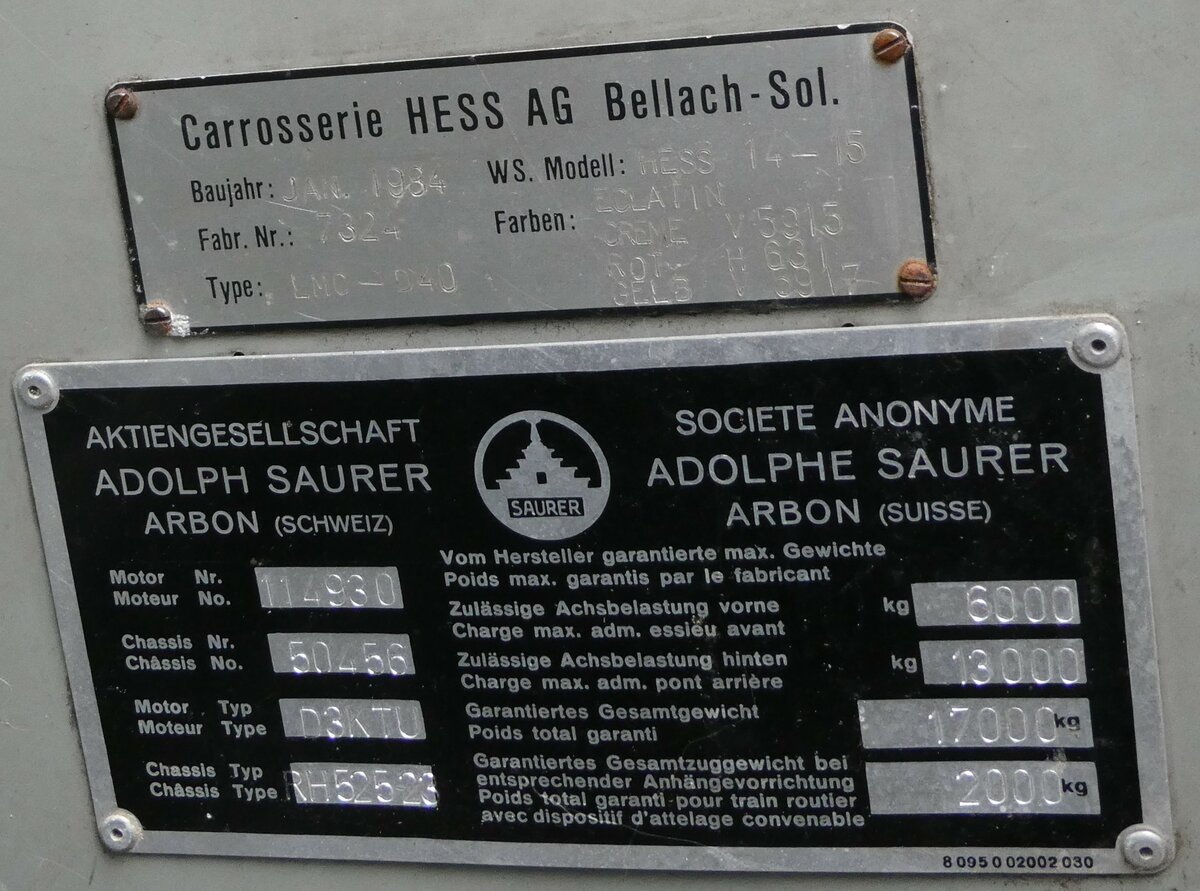 Carrosserie HESS AG Bellach-Sol.
Baujahr: JAN. 1984
Fabr. Nr.: 7324
Type: LMC-940
WS. Modell: HESS 14-15
Farben:
CREME V 5915
ROT H 631
GELB V 3917
AKTIENGESELLSCHAFT
ADOLPH SAURER
ARBON (SCHWEIZ)
SAURER
SOCIETE ANONYME
ADOLPHE SAURER
ARBON (SUISSE)
Motor Nr. 114930
Moteur No.
Chassis Nr. 50456
Châssis No.
Motor Typ D3KTU
Moteur Type
Chassis Typ RH52523
Châssis Type
Vom Hersteller garantierte max. Gewichte
Poids max. garantis par le fabricant
Zulässige Achsbelastung vorne kg 6000
Charge max. adm. essieu avant
Zulässige Achsbelastung hinten kg 13000
Charge max. adm. pont arrière
Garantiertes Gesamtgewicht 17000 kg
Poids total garanti
Garantiertes Gesamtzuggewicht bei
entsprechender Anhängevorrichtung 2000 kg
Poids total garanti pour train routier
avec dispositif d'attelage convenable
8 095 0 02002 030